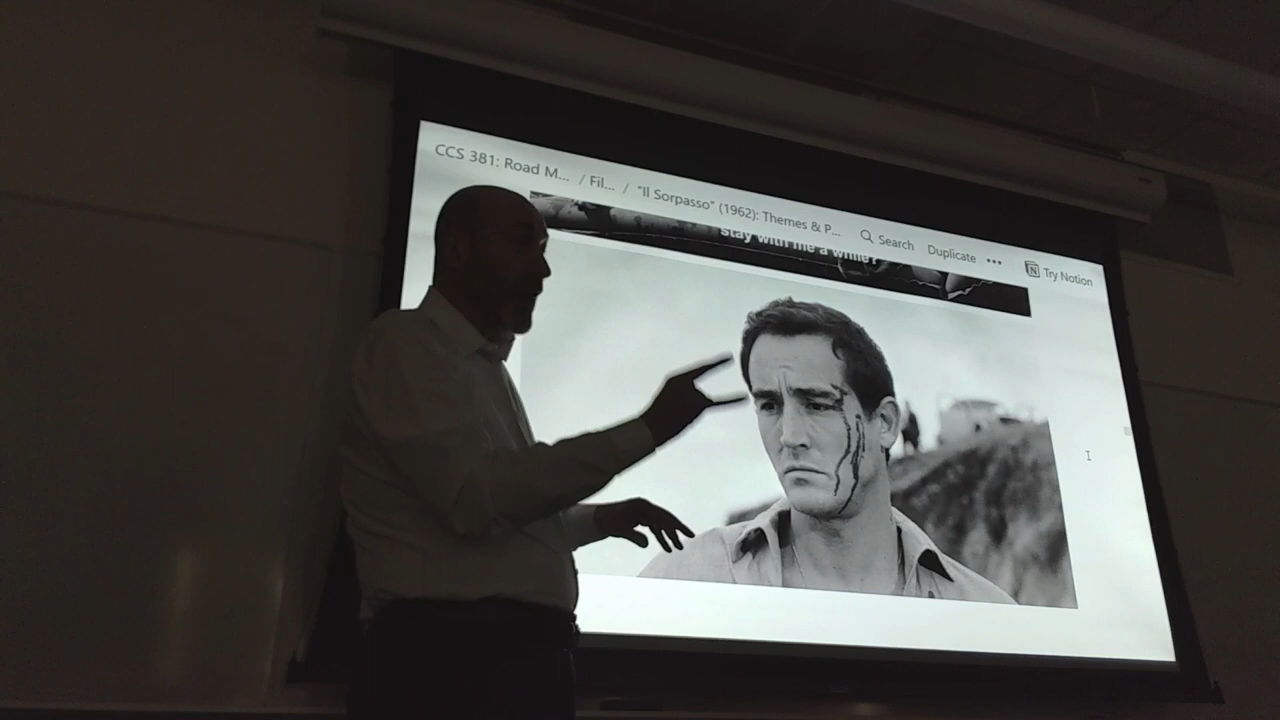 CCS 381: Road M... / Fil... / "Il Sorpasso" (1962): Themes & P... Search Duplicate ••• Try Notion
stay with me a while?